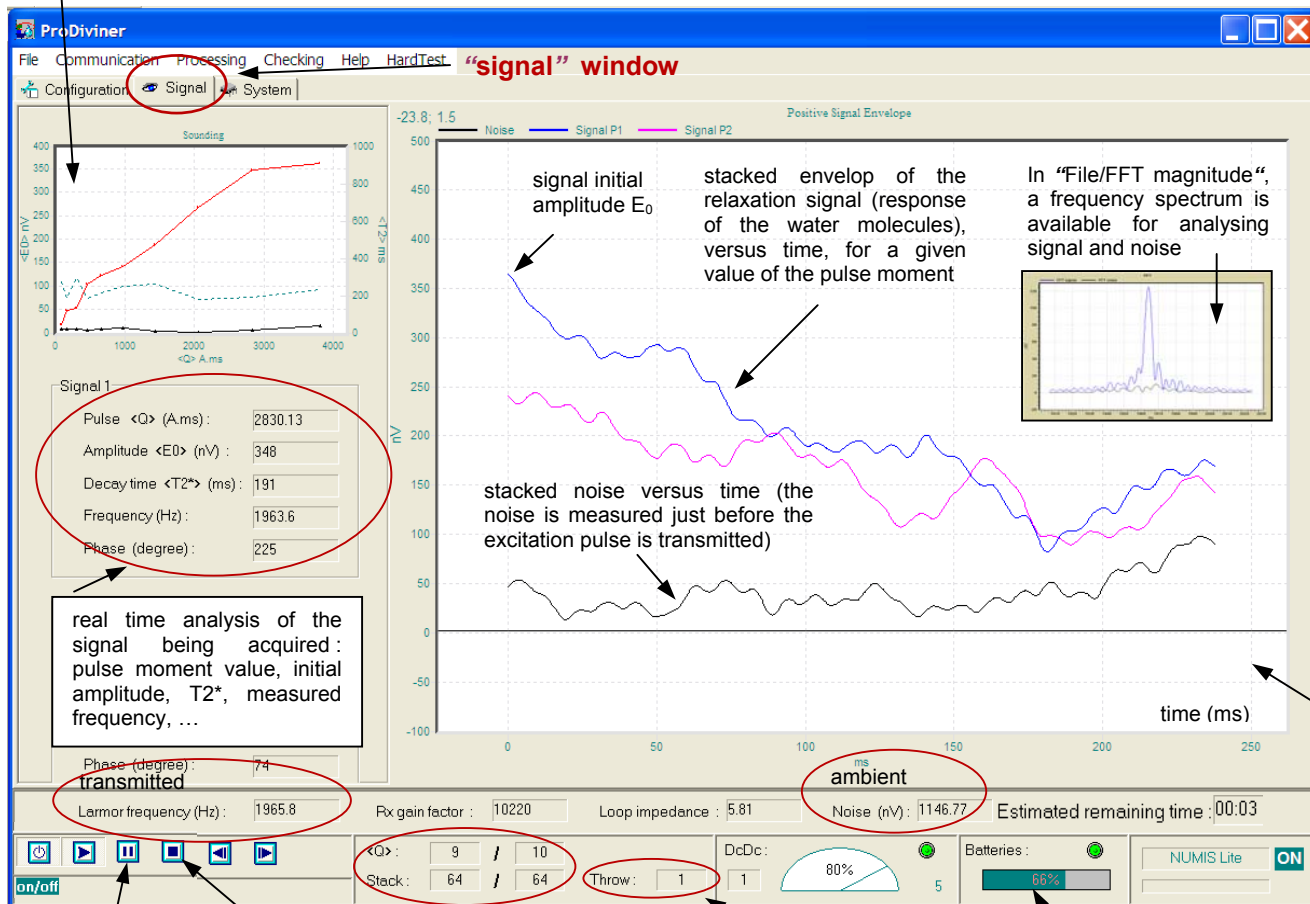 ProDiviner
File Communication Processing Checking Help HardTest
"signal" window
Configuration Signal System
Sounding
400
350
300
250
200
150
100
50
0
<E0> nV
1000
800
600
400
200
0
<T2*> ms
0 1000 2000 3000 4000
<Q> A.ms
-23.8; 1.5
Positive Signal Envelope
Noise Signal P1 Signal P2
500
450
400
350
300
250
200
150
100
50
0
-50
-100
nV
0 50 100 150 200 250
ms
signal initial
amplitude E₀
stacked envelop of the
relaxation signal (response
of the water molecules),
versus time, for a given
value of the pulse moment
In "File/FFT magnitude",
a frequency spectrum is
available for analysing
signal and noise
stacked noise versus time (the
noise is measured just before the
excitation pulse is transmitted)
time (ms)
Signal 1
Pulse <Q> (A.ms) : 2830.13
Amplitude <E0> (nV) : 348
Decay time <T2*> (ms) : 191
Frequency (Hz) : 1963.6
Phase (degree) : 225
real time analysis of the
signal being acquired :
pulse moment value, initial
amplitude, T2*, measured
frequency, ...
Phase (degree) : 74
transmitted
ambient
Larmor frequency (Hz) : 1965.8 Rx gain factor : 10220 Loop impedance : 5.81 Noise (nV) : 1146.77 Estimated remaining time : 00:03
<Q> : 9 / 10
Stack : 64 / 64
Throw : 1
DcDc :
1
80%
5
Batteries :
66%
NUMIS Lite ON
on/off